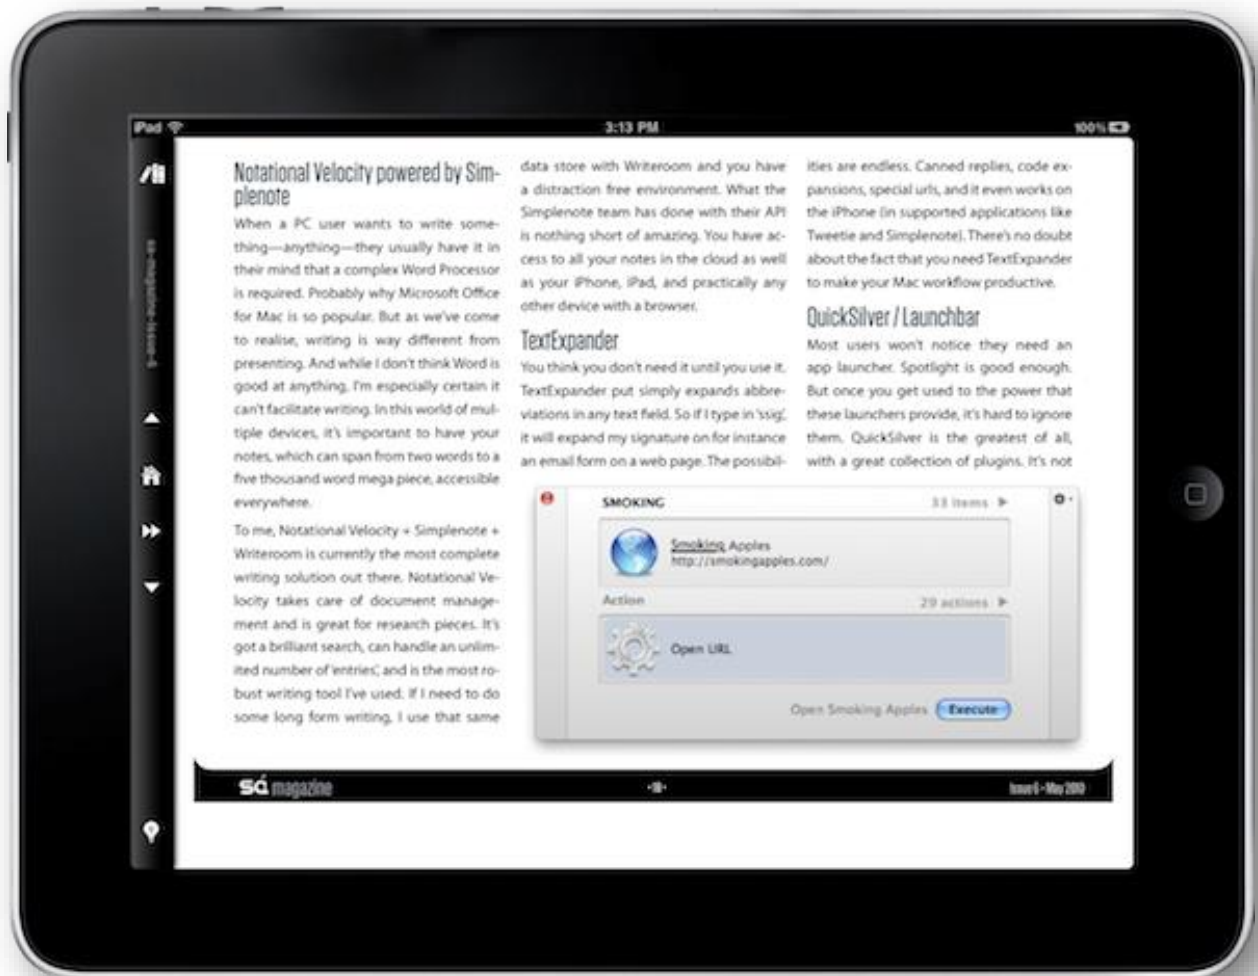 iPad
3:13 PM
100%
sa-magazine-issue-6
Notational Velocity powered by Sim-
plenote
When a PC user wants to write some-
thing—anything—they usually have it in
their mind that a complex Word Processor
is required. Probably why Microsoft Office
for Mac is so popular. But as we've come
to realise, writing is way different from
presenting. And while I don't think Word is
good at anything, I'm especially certain it
can't facilitate writing. In this world of mul-
tiple devices, it's important to have your
notes, which can span from two words to a
five thousand word mega piece, accessible
everywhere.
To me, Notational Velocity + Simplenote +
Writeroom is currently the most complete
writing solution out there. Notational Ve-
locity takes care of document manage-
ment and is great for research pieces. It's
got a brilliant search, can handle an unlim-
ited number of 'entries', and is the most ro-
bust writing tool I've used. If I need to do
some long form writing, I use that same
data store with Writeroom and you have
a distraction free environment. What the
Simplenote team has done with their API
is nothing short of amazing. You have ac-
cess to all your notes in the cloud as well
as your iPhone, iPad, and practically any
other device with a browser.
TextExpander
You think you don't need it until you use it.
TextExpander put simply expands abbre-
viations in any text field. So if I type in 'ssig',
it will expand my signature on for instance
an email form on a web page. The possibil-
ities are endless. Canned replies, code ex-
pansions, special urls, and it even works on
the iPhone (in supported applications like
Tweetie and Simplenote). There's no doubt
about the fact that you need TextExpander
to make your Mac workflow productive.
QuickSilver / Launchbar
Most users won't notice they need an
app launcher. Spotlight is good enough.
But once you get used to the power that
these launchers provide, it's hard to ignore
them. QuickSilver is the greatest of all,
with a great collection of plugins. It's not
SMOKING
33 items
Smoking Apples
http://smokingapples.com/
Action
29 actions
Open URL
Open Smoking Apples
Execute
sá magazine
Issue 6 - May 2010